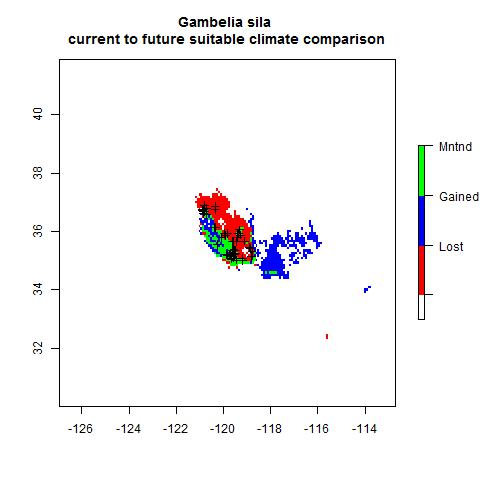 Gambelia sila
current to future suitable climate comparison
40
38
36
34
32
-126
-124
-122
-120
-118
-116
-114
Mntnd
Gained
Lost